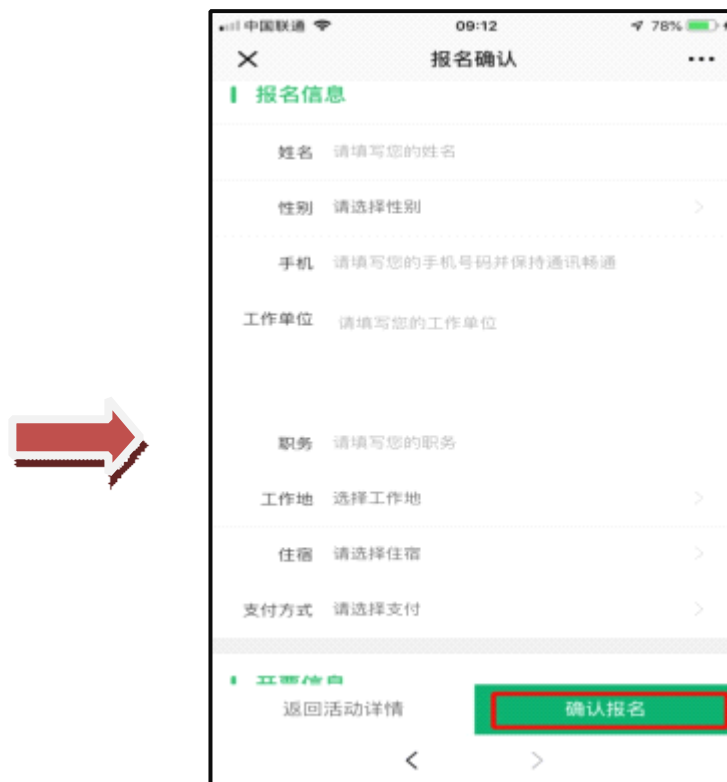 中国联通 09:12 78%
报名确认
报名信息
姓名 请填写您的姓名
性别 请选择性别
手机 请填写您的手机号码并保持通讯畅通
工作单位 请填写您的工作单位
职务 请填写您的职务
工作地 选择工作地
住宿 请选择住宿
支付方式 请选择支付
开票信息
返回活动详情 确认报名